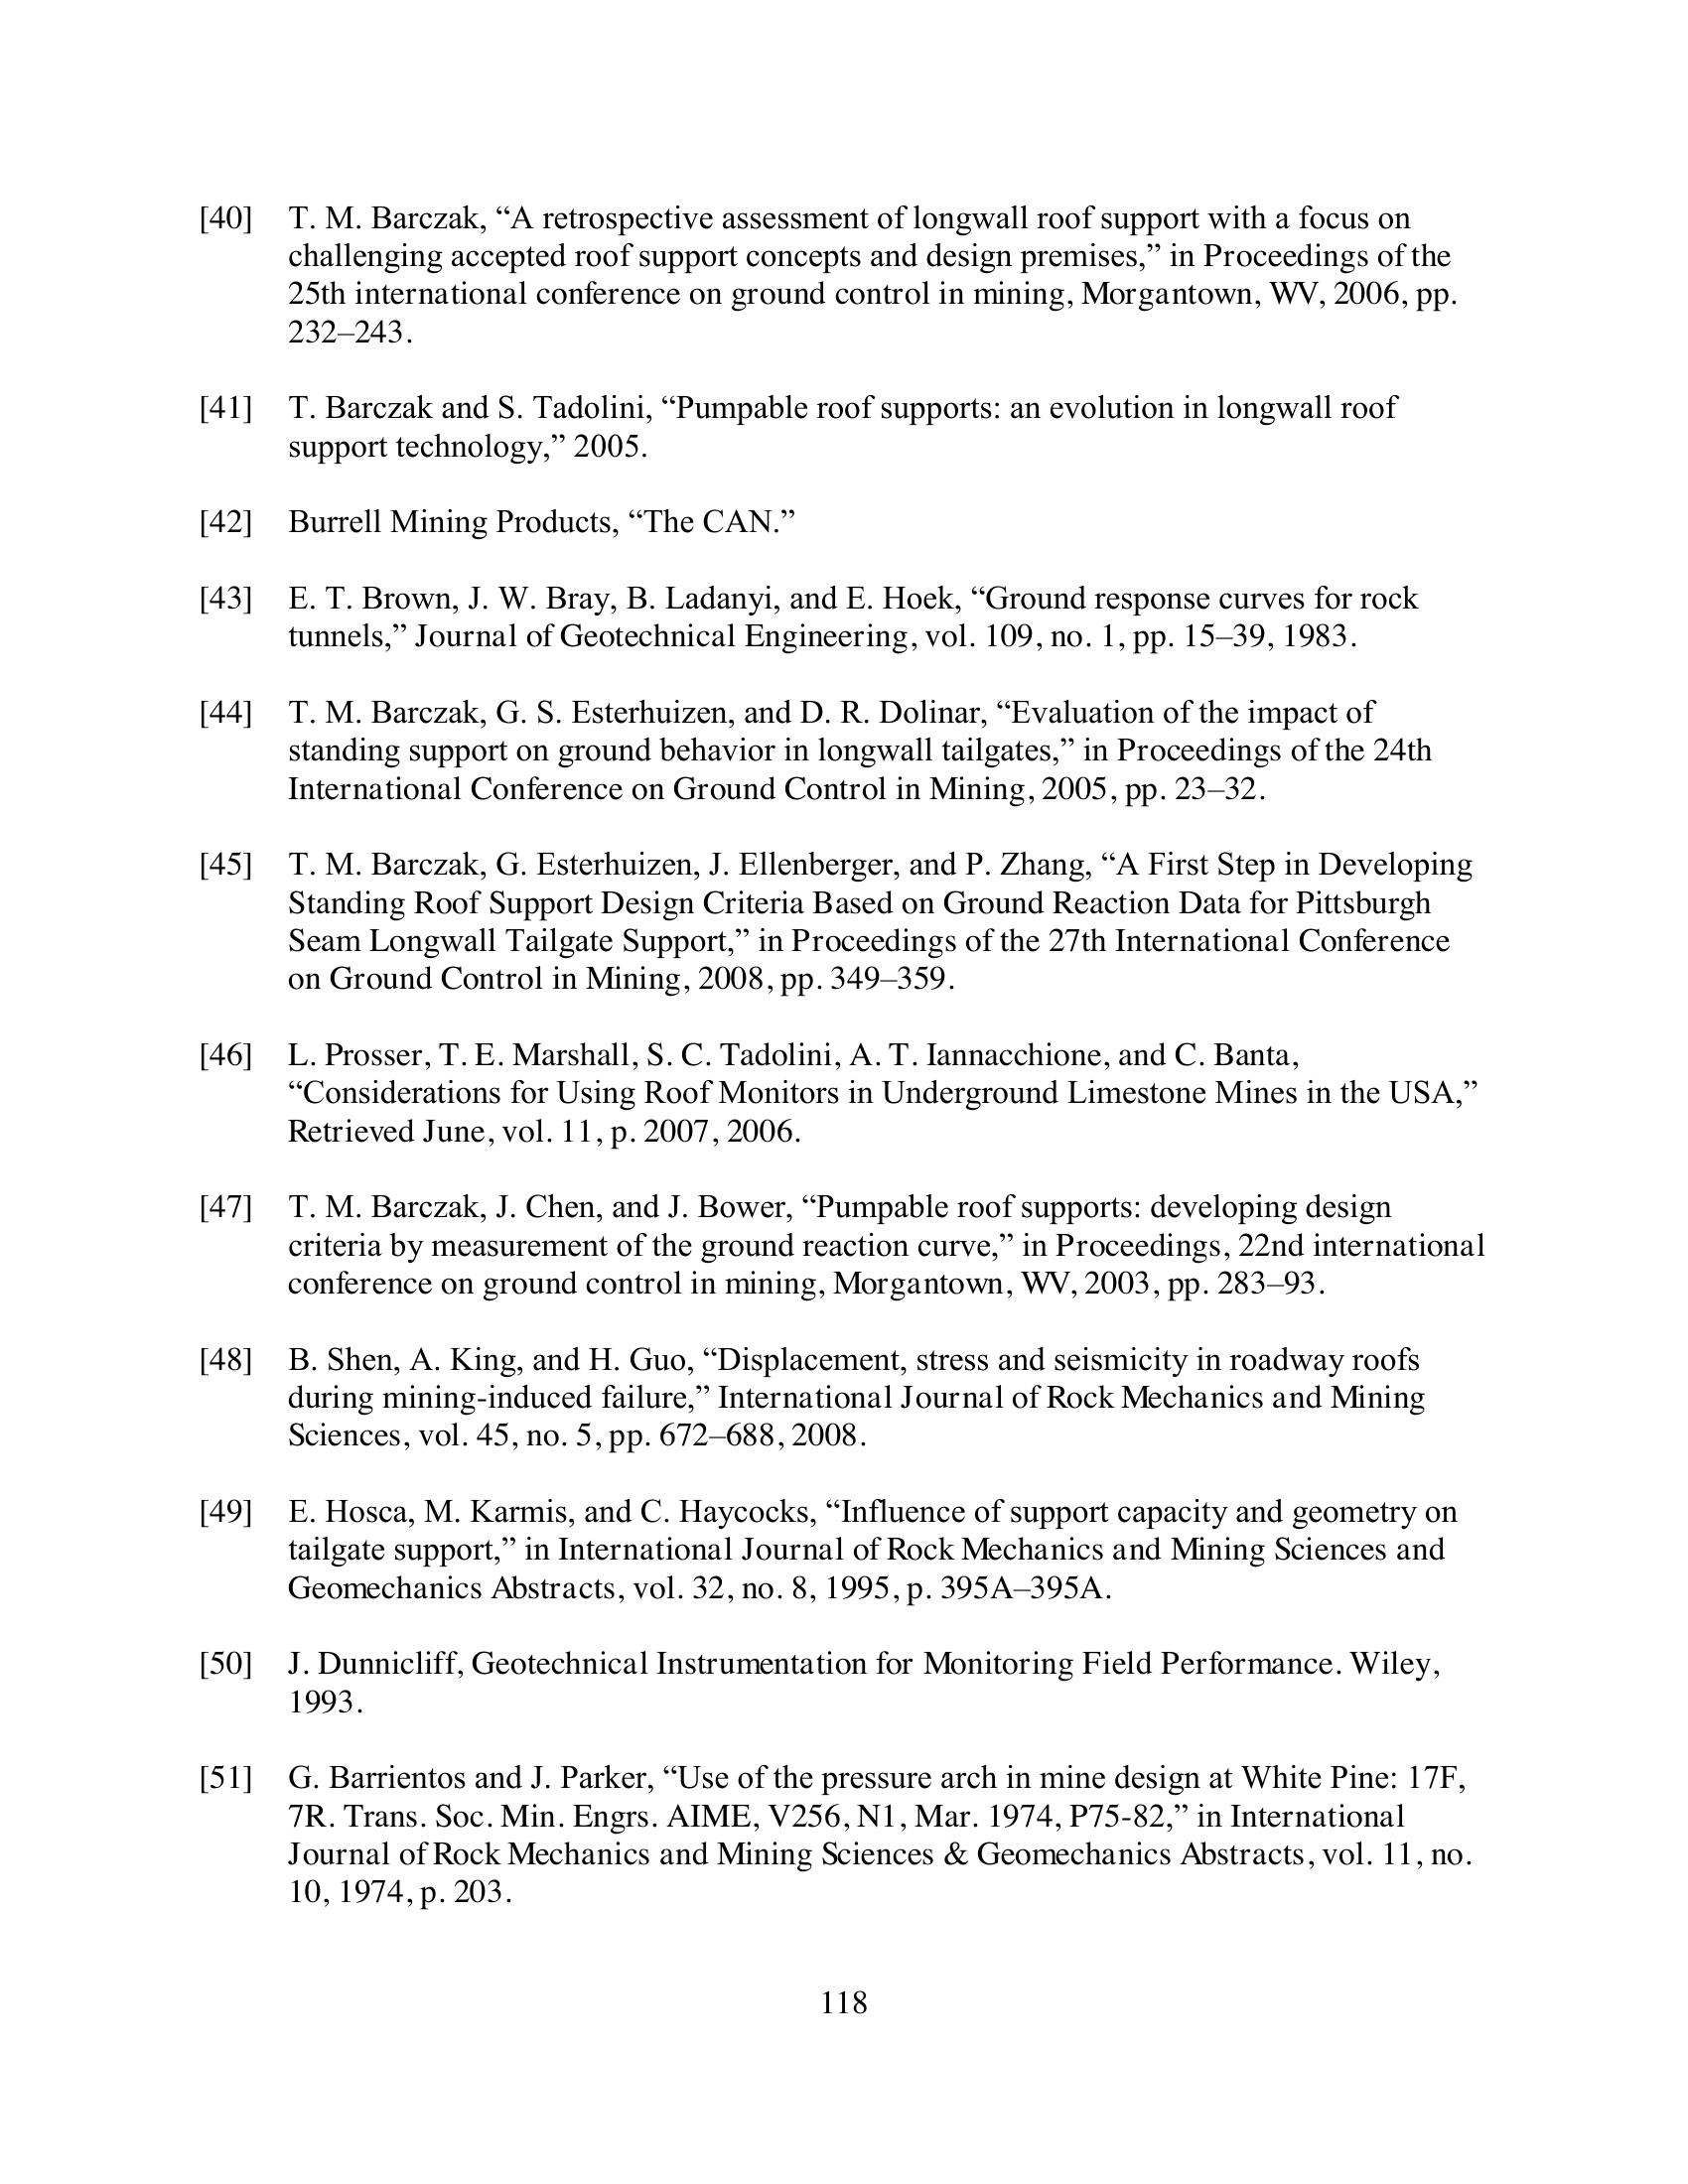 [40] T. M. Barczak, “A retrospective assessment of longwall roof support with a focus on
challenging accepted roof support concepts and design premises,” in Proceedings of the
25th international conference on ground control in mining, Morgantown, WV, 2006, pp.
232–243.
[41] T. Barczak and S. Tadolini, “Pumpable roof supports: an evolution in longwall roof
support technology,” 2005.
[42] Burrell Mining Products, “The CAN.”
[43] E. T. Brown, J. W. Bray, B. Ladanyi, and E. Hoek, “Ground response curves for rock
tunnels,” Journal of Geotechnical Engineering, vol. 109, no. 1, pp. 15–39, 1983.
[44] T. M. Barczak, G. S. Esterhuizen, and D. R. Dolinar, “Evaluation of the impact of
standing support on ground behavior in longwall tailgates,” in Proceedings of the 24th
International Conference on Ground Control in Mining, 2005, pp. 23–32.
[45] T. M. Barczak, G. Esterhuizen, J. Ellenberger, and P. Zhang, “A First Step in Developing
Standing Roof Support Design Criteria Based on Ground Reaction Data for Pittsburgh
Seam Longwall Tailgate Support,” in Proceedings of the 27th International Conference
on Ground Control in Mining, 2008, pp. 349–359.
[46] L. Prosser, T. E. Marshall, S. C. Tadolini, A. T. Iannacchione, and C. Banta,
“Considerations for Using Roof Monitors in Underground Limestone Mines in the USA,”
Retrieved June, vol. 11, p. 2007, 2006.
[47] T. M. Barczak, J. Chen, and J. Bower, “Pumpable roof supports: developing design
criteria by measurement of the ground reaction curve,” in Proceedings, 22nd international
conference on ground control in mining, Morgantown, WV, 2003, pp. 283–93.
[48] B. Shen, A. King, and H. Guo, “Displacement, stress and seismicity in roadway roofs
during mining-induced failure,” International Journal of Rock Mechanics and Mining
Sciences, vol. 45, no. 5, pp. 672–688, 2008.
[49] E. Hosca, M. Karmis, and C. Haycocks, “Influence of support capacity and geometry on
tailgate support,” in International Journal of Rock Mechanics and Mining Sciences and
Geomechanics Abstracts, vol. 32, no. 8, 1995, p. 395A–395A.
[50] J. Dunnicliff, Geotechnical Instrumentation for Monitoring Field Performance. Wiley,
1993.
[51] G. Barrientos and J. Parker, “Use of the pressure arch in mine design at White Pine: 17F,
7R. Trans. Soc. Min. Engrs. AIME, V256, N1, Mar. 1974, P75-82,” in International
Journal of Rock Mechanics and Mining Sciences & Geomechanics Abstracts, vol. 11, no.
10, 1974, p. 203.
118